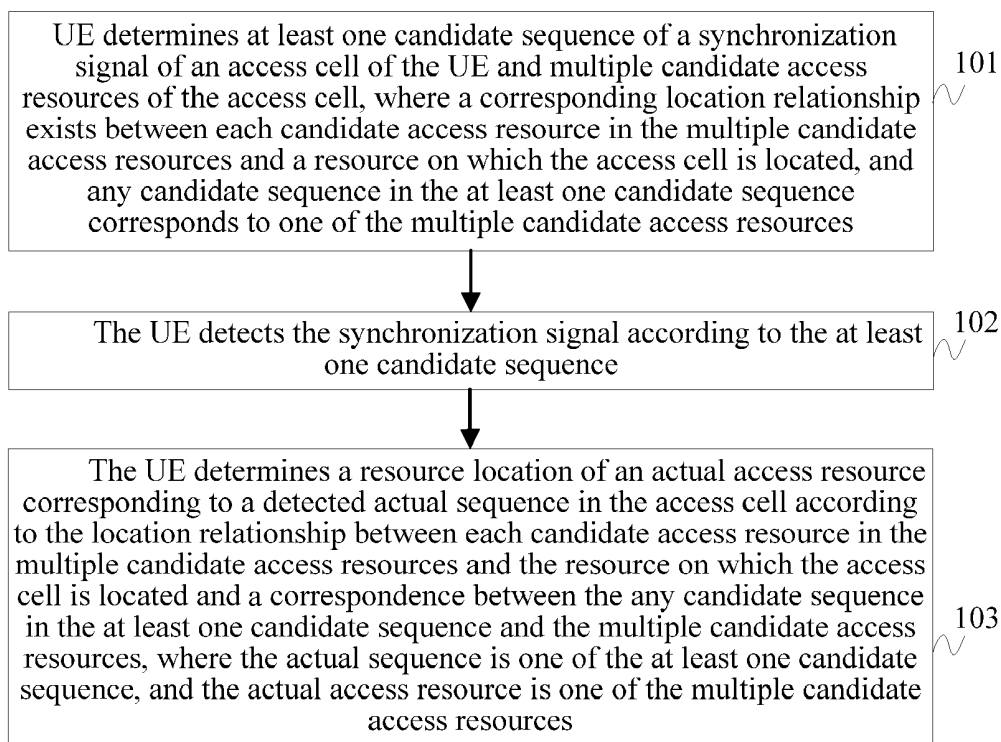 UE determines at least one candidate sequence of a synchronization
signal of an access cell of the UE and multiple candidate access
resources of the access cell, where a corresponding location relationship
exists between each candidate access resource in the multiple candidate
access resources and a resource on which the access cell is located, and
any candidate sequence in the at least one candidate sequence
corresponds to one of the multiple candidate access resources
101
The UE detects the synchronization signal according to the at least
one candidate sequence
102
The UE determines a resource location of an actual access resource
corresponding to a detected actual sequence in the access cell according
to the location relationship between each candidate access resource in the
multiple candidate access resources and the resource on which the access
cell is located and a correspondence between the any candidate sequence
in the at least one candidate sequence and the multiple candidate access
resources, where the actual sequence is one of the at least one candidate
sequence, and the actual access resource is one of the multiple candidate
access resources
103